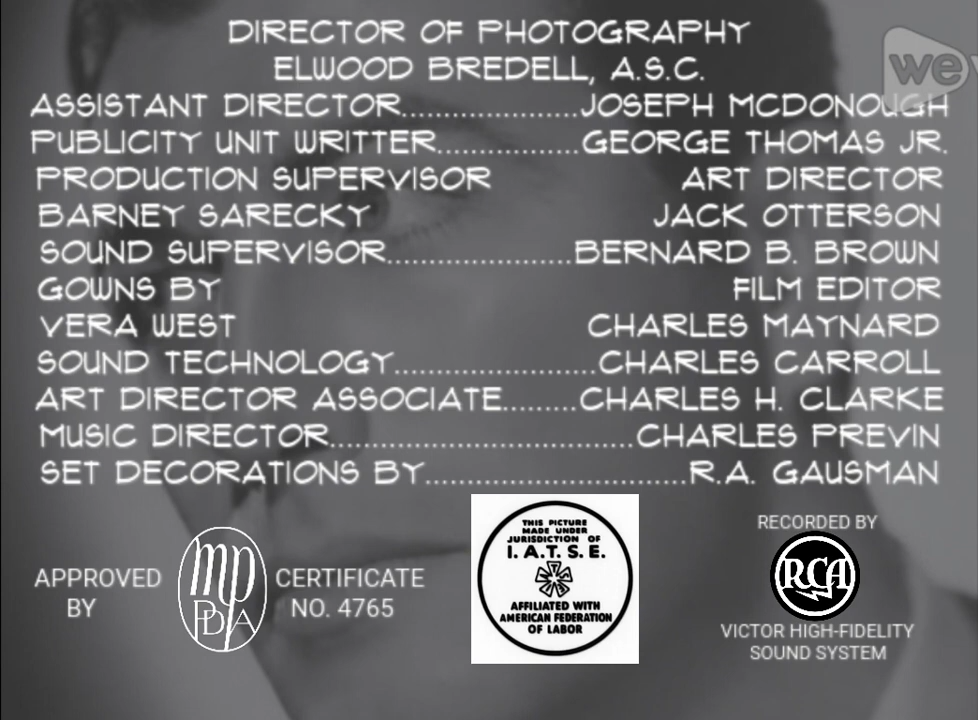 DIRECTOR OF PHOTOGRAPHY
ELWOOD BREDELL, A.S.C.
we
ASSISTANT DIRECTOR.....................JOSEPH MCDONOUGH
PUBLICITY UNIT WRITTER.................GEORGE THOMAS JR.
PRODUCTION SUPERVISOR ART DIRECTOR
BARNEY SARECKY JACK OTTERSON
SOUND SUPERVISOR......................BERNARD B. BROWN
GOWNS BY FILM EDITOR
VERA WEST CHARLES MAYNARD
SOUND TECHNOLOGY........................CHARLES CARROLL
ART DIRECTOR ASSOCIATE.........CHARLES H. CLARKE
MUSIC DIRECTOR....................................CHARLES PREVIN
SET DECORATIONS BY...............................R.A. GAUSMAN
APPROVED
BY
MPPDA
CERTIFICATE
NO. 4765
THIS PICTURE
MADE UNDER
JURISDICTION OF
I. A. T. S. E.
AFFILIATED WITH
AMERICAN FEDERATION
OF LABOR
RECORDED BY
RCA
VICTOR HIGH-FIDELITY
SOUND SYSTEM